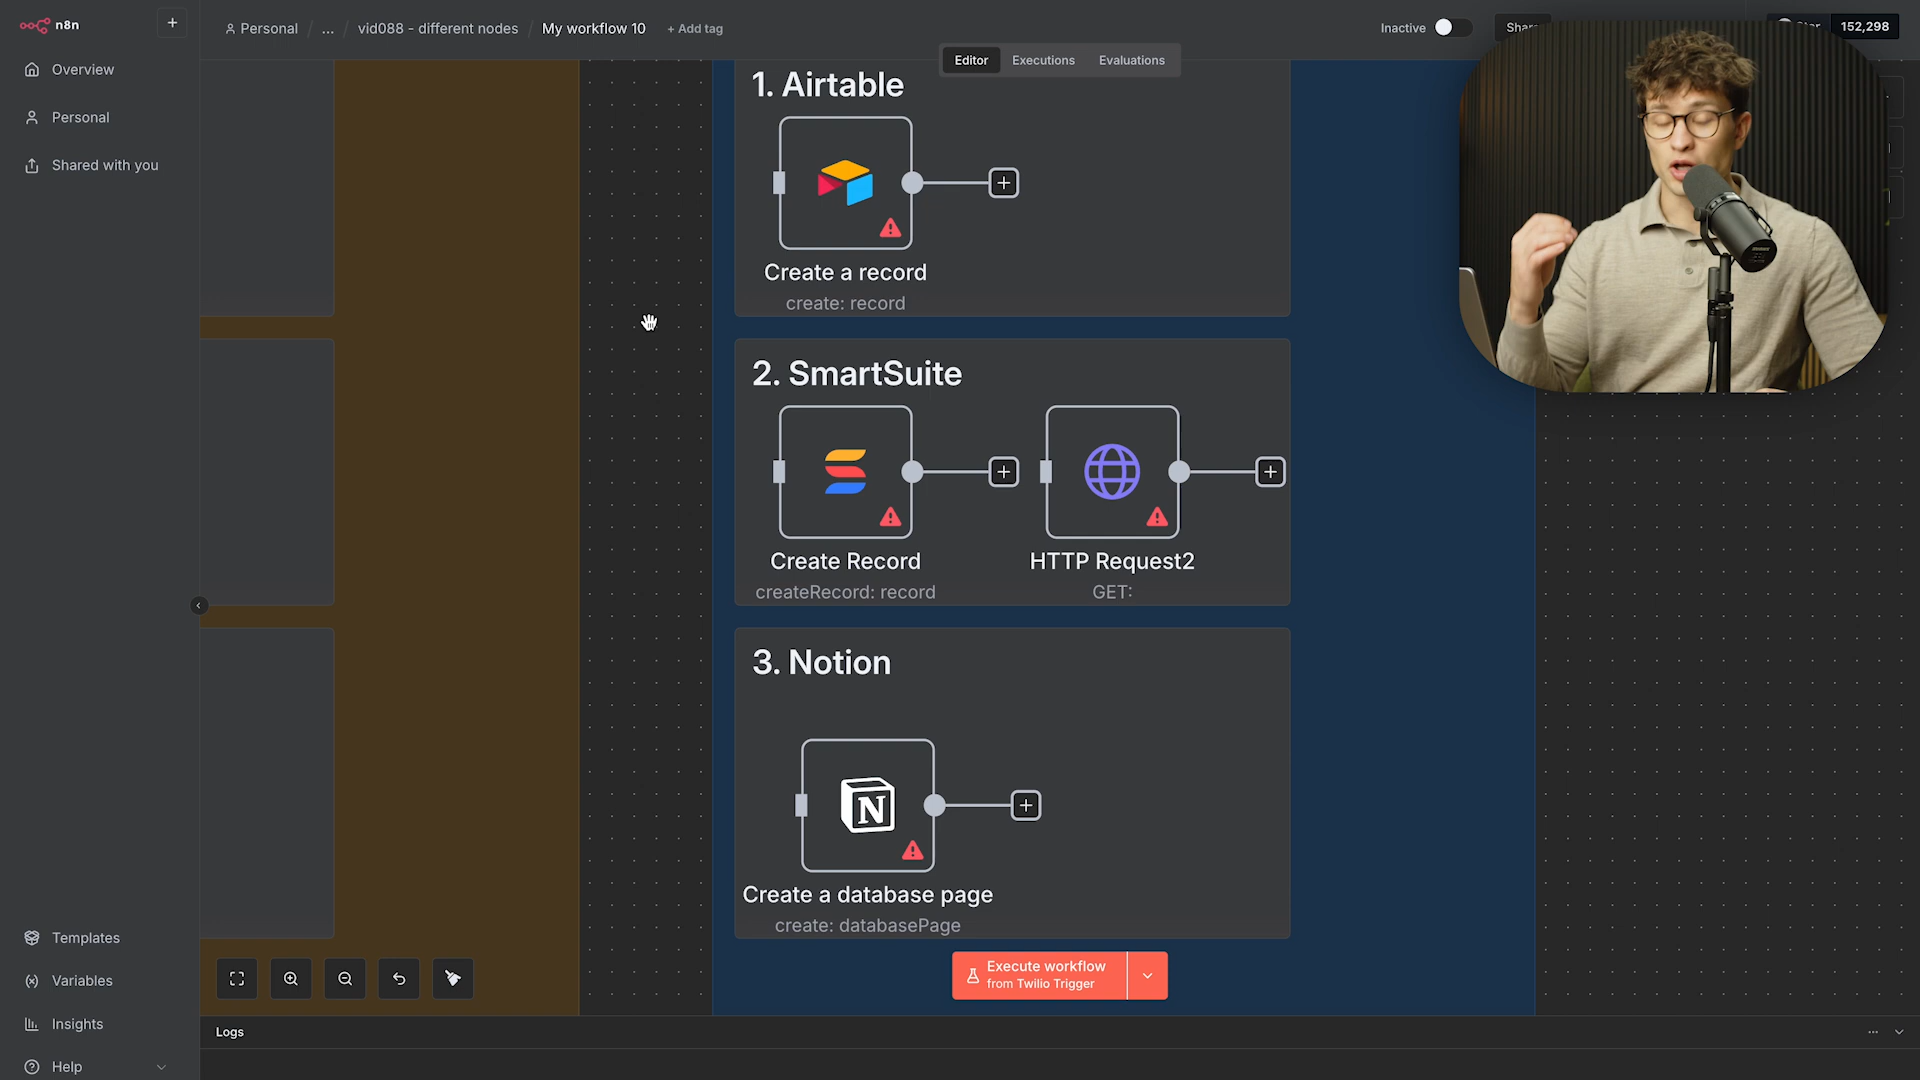 n8n
+
Personal / ... / vid088 - different nodes / My workflow 10 + Add tag
Inactive
152,298
Editor Executions Evaluations
Overview
Personal
Shared with you
1. Airtable
Create a record
create: record
2. SmartSuite
Create Record
createRecord: record
HTTP Request2
GET:
3. Notion
N
Create a database page
create: databasePage
Execute workflow
from Twilio Trigger
Templates
Variables
Insights
Help
Logs